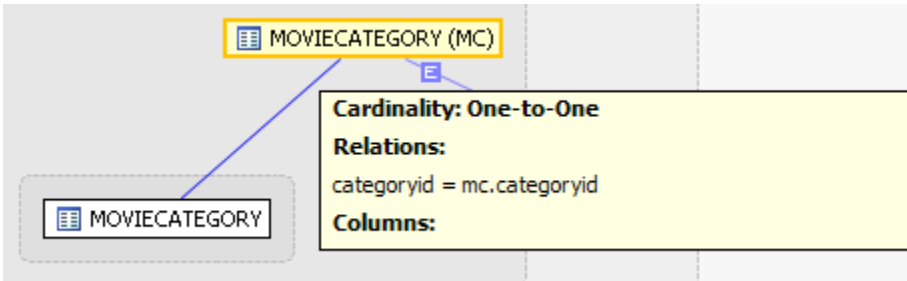 MOVIECATEGORY (MC)
E
Cardinality: One-to-One
Relations:
categoryid = mc.categoryid
MOVIECATEGORY
Columns: